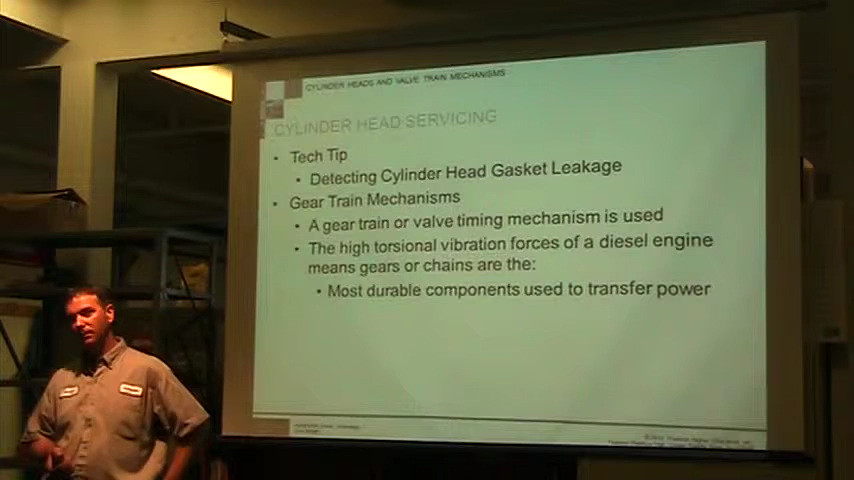 CYLINDER HEADS AND VALVE TRAIN MECHANISMS
CYLINDER HEAD SERVICING
• Tech Tip
• Detecting Cylinder Head Gasket Leakage
• Gear Train Mechanisms
• A gear train or valve timing mechanism is used
• The high torsional vibration forces of a diesel engine
means gears or chains are the:
• Most durable components used to transfer power